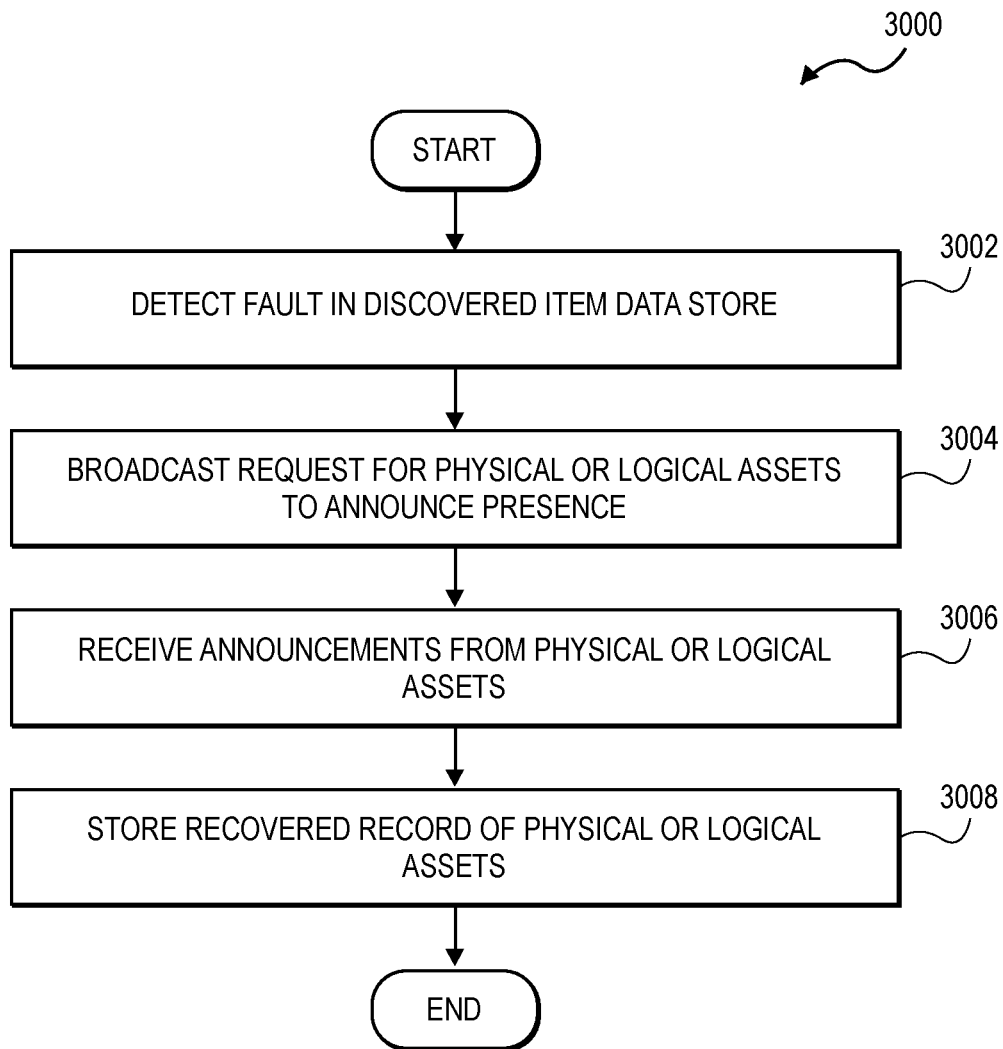 3000
START
3002
DETECT FAULT IN DISCOVERED ITEM DATA STORE
3004
BROADCAST REQUEST FOR PHYSICAL OR LOGICAL ASSETS
TO ANNOUNCE PRESENCE
3006
RECEIVE ANNOUNCEMENTS FROM PHYSICAL OR LOGICAL
ASSETS
3008
STORE RECOVERED RECORD OF PHYSICAL OR LOGICAL
ASSETS
END